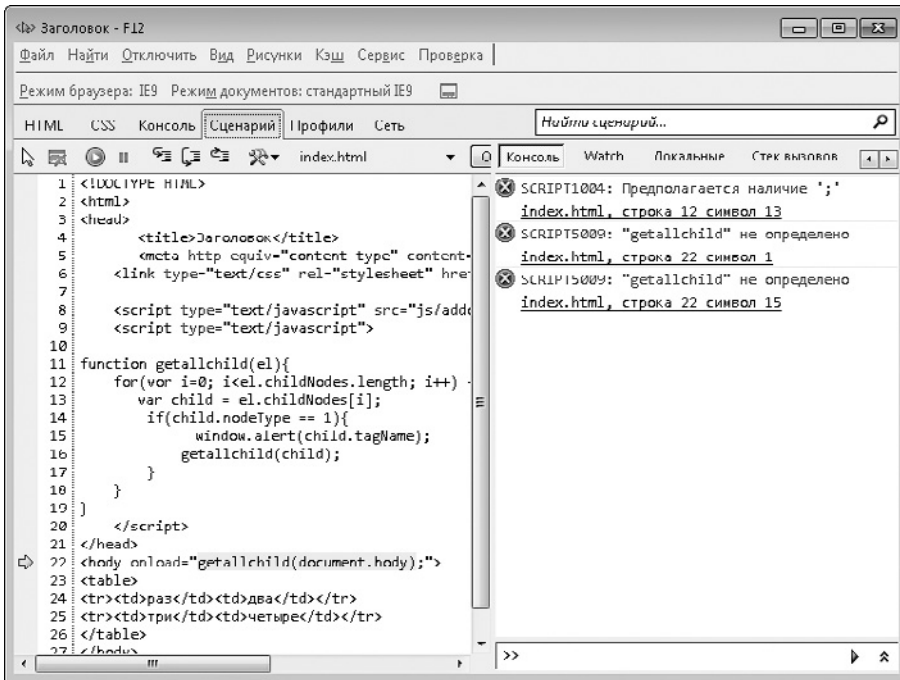 Заголовок - F12
Файл Найти Отключить Вид Рисунки Кэш Сервис Проверка
Режим браузера: IE9 Режим документов: стандартный IE9
HTML CSS Консоль Сценарий Профили Сеть
Найти сценарий...
index.html
Консоль Watch Локальные Стек вызовов
1 <!DOCTYPE HTML>
2 <html>
3 <head>
4 <title>Заголовок</title>
5 <meta http-equiv="content-type" content-
6 <link type="text/css" rel="stylesheet" hre
7
8 <script type="text/javascript" src="js/addo
9 <script type="text/javascript">
10
11 function getallchild(el){
12 for(vor i=0; i<el.childNodes.length; i++)
13 var child = el.childNodes[i];
14 if(child.nodeType == 1){
15 window.alert(child.tagName);
16 getallchild(child);
17 }
18 }
19 }
20 </script>
21 </head>
22 <body onload="getallchild(document.body);">
23 <table>
24 <tr><td>раз</td><td>два</td></tr>
25 <tr><td>три</td><td>четыре</td></tr>
26 </table>
27 </body>
SCRIPT1004: Предполагается наличие ';'
index.html, строка 12 символ 13
SCRIPT5009: "getallchild" не определено
index.html, строка 22 символ 1
SCRIPT5009: "getallchild" не определено
index.html, строка 22 символ 15
>>